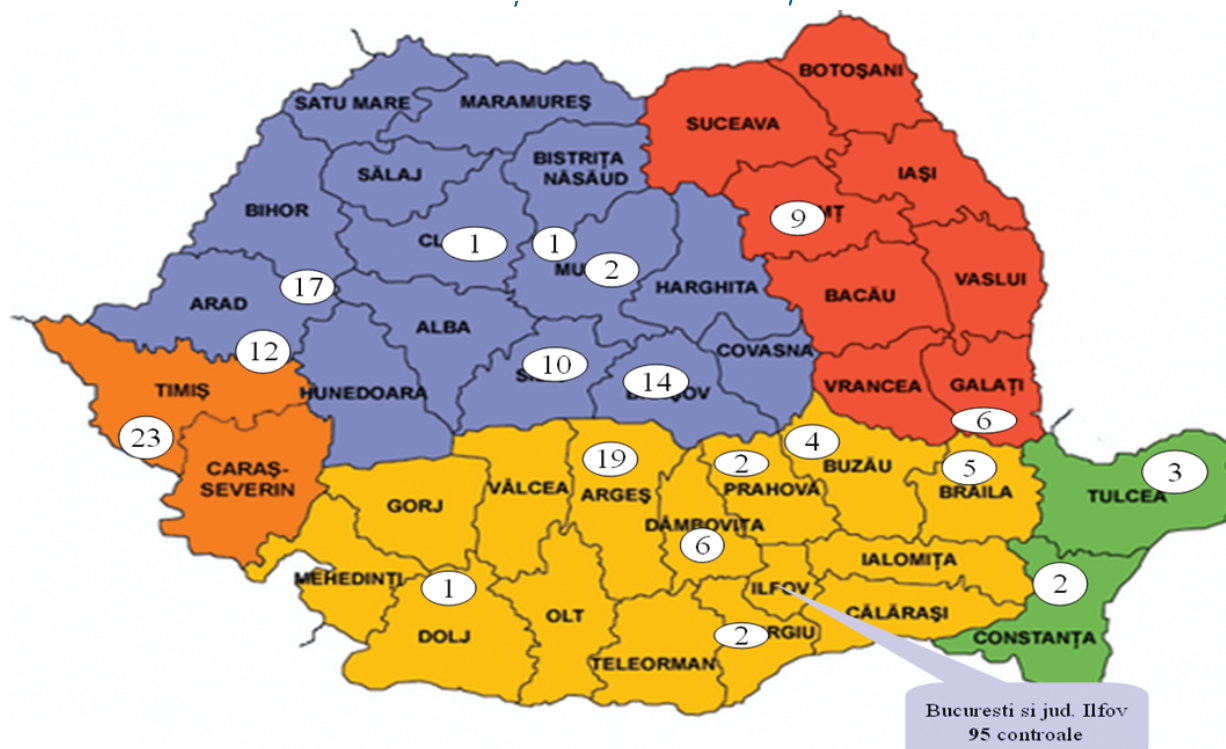 BOTOŞANI
SATU MARE
MARAMUREŞ
SUCEAVA
BISTRIŢA
NĂSĂUD
IAŞI
SĂLAJ
BIHOR
9
1
1
2
VASLUI
HARGHITA
BACĂU
17
ARAD
ALBA
12
COVASNA
10
14
TIMIŞ
HUNEDOARA
VRANCEA
GALAŢI
6
23
4
19
2
5
3
CARAŞ-
SEVERIN
BUZĂU
VÂLCEA
PRAHOVA
ARGEŞ
BRĂILA
TULCEA
GORJ
DÂMBOVIŢA
6
IALOMIŢA
MEHEDINŢI
1
2
ILFOV
OLT
CĂLĂRAŞI
DOLJ
2
CONSTANŢA
TELEORMAN
Bucuresti si jud. Ilfov
95 controale